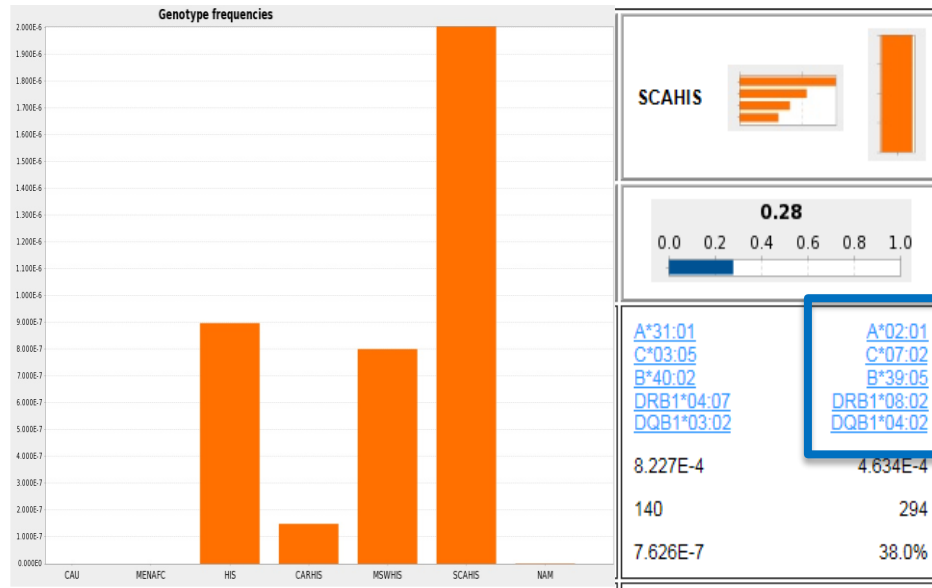 Genotype frequencies
2.000E-6
1.900E-6
1.800E-6
1.700E-6
1.600E-6
1.500E-6
1.400E-6
1.300E-6
1.200E-6
1.100E-6
1.000E-6
9.000E-7
8.000E-7
7.000E-7
6.000E-7
5.000E-7
4.000E-7
3.000E-7
2.000E-7
1.000E-7
0.000E0
CAU MENAFC HIS CARHIS MSWHIS SCAHIS NAM
SCAHIS
0.28
0.0 0.2 0.4 0.6 0.8 1.0
A*31:01 A*02:01
C*03:05 C*07:02
B*40:02 B*39:05
DRB1*04:07 DRB1*08:02
DQB1*03:02 DQB1*04:02
8.227E-4 4.634E-4
140 294
7.626E-7 38.0%